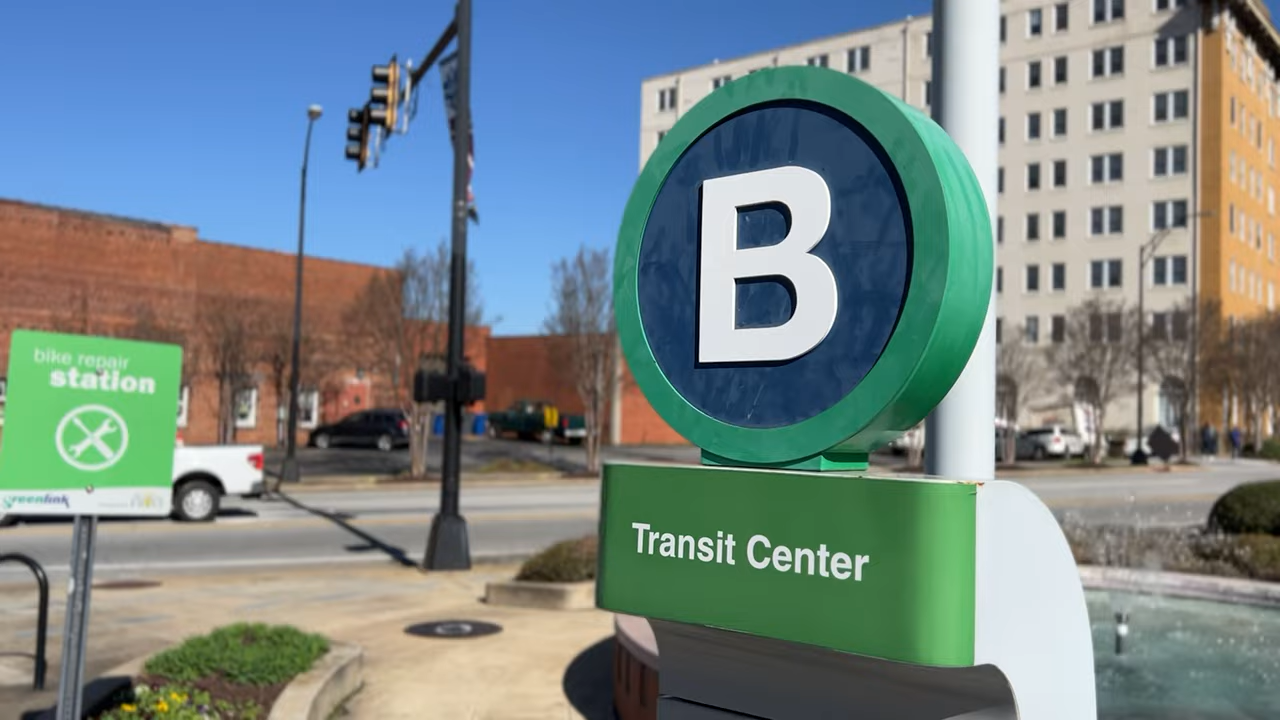 bike repair
station
greenlink
B
Transit Center